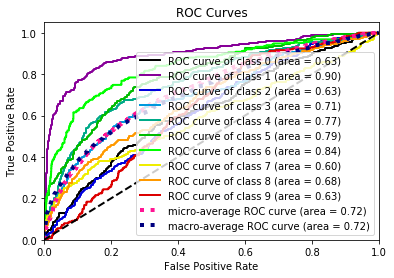 ROC Curves
True Positive Rate
1.0
0.8
0.6
0.4
0.2
0.0
ROC curve of class 0 (area = 0.63)
ROC curve of class 1 (area = 0.90)
ROC curve of class 2 (area = 0.63)
ROC curve of class 3 (area = 0.71)
ROC curve of class 4 (area = 0.77)
ROC curve of class 5 (area = 0.79)
ROC curve of class 6 (area = 0.84)
ROC curve of class 7 (area = 0.60)
ROC curve of class 8 (area = 0.68)
ROC curve of class 9 (area = 0.63)
micro-average ROC curve (area = 0.72)
macro-average ROC curve (area = 0.72)
0.0 0.2 0.4 0.6 0.8 1.0
False Positive Rate